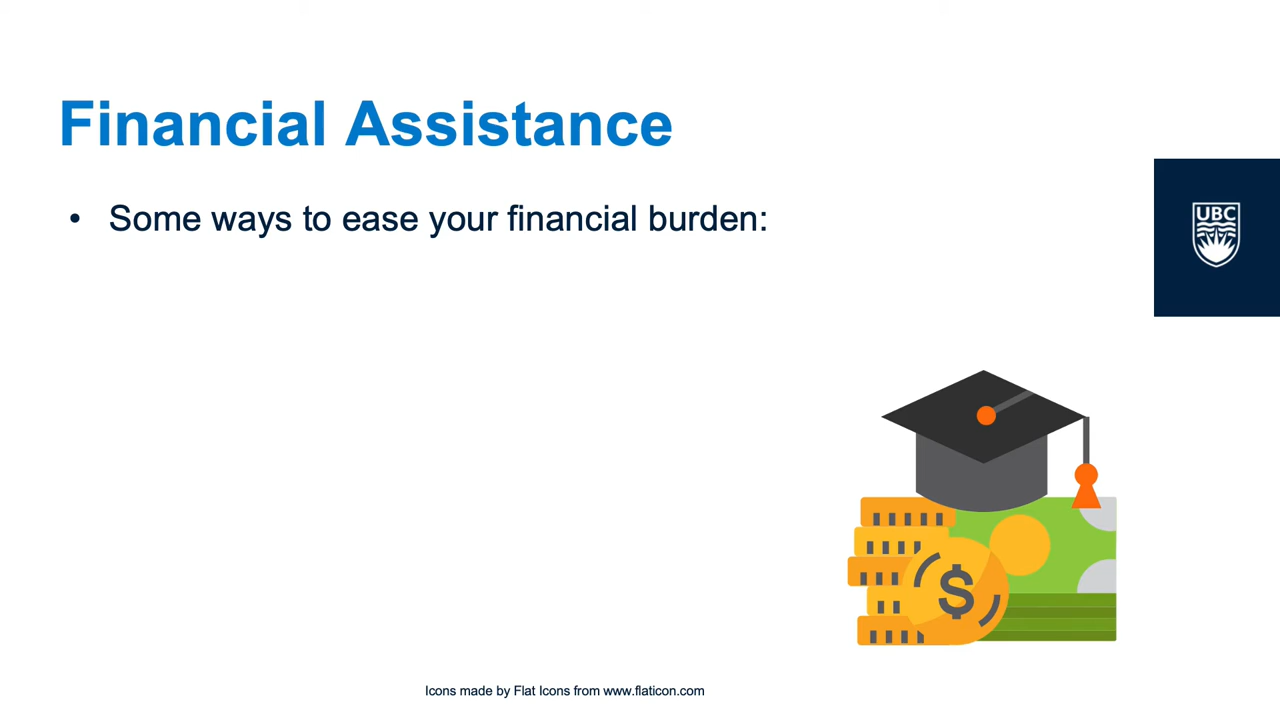 Financial Assistance
• Some ways to ease your financial burden:
UBC
$
Icons made by Flat Icons from www.flaticon.com